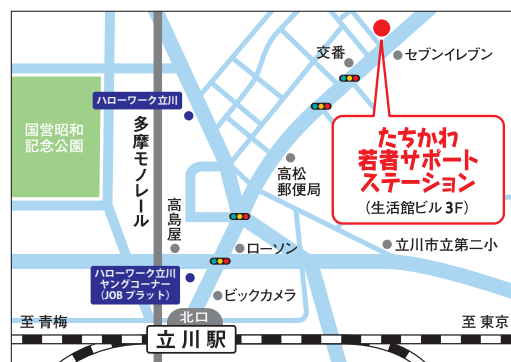 交番
セブンイレブン
ハローワーク立川
国営昭和
記念公園
多摩モノレール
たちかわ
若者サポート
ステーション
(生活館ビル3F)
高松
郵便局
高島屋
ローソン
立川市立第二小
ハローワーク立川
ヤングコーナー
(JOBプラット)
ビックカメラ
北口
至 青梅
立川駅
至 東京